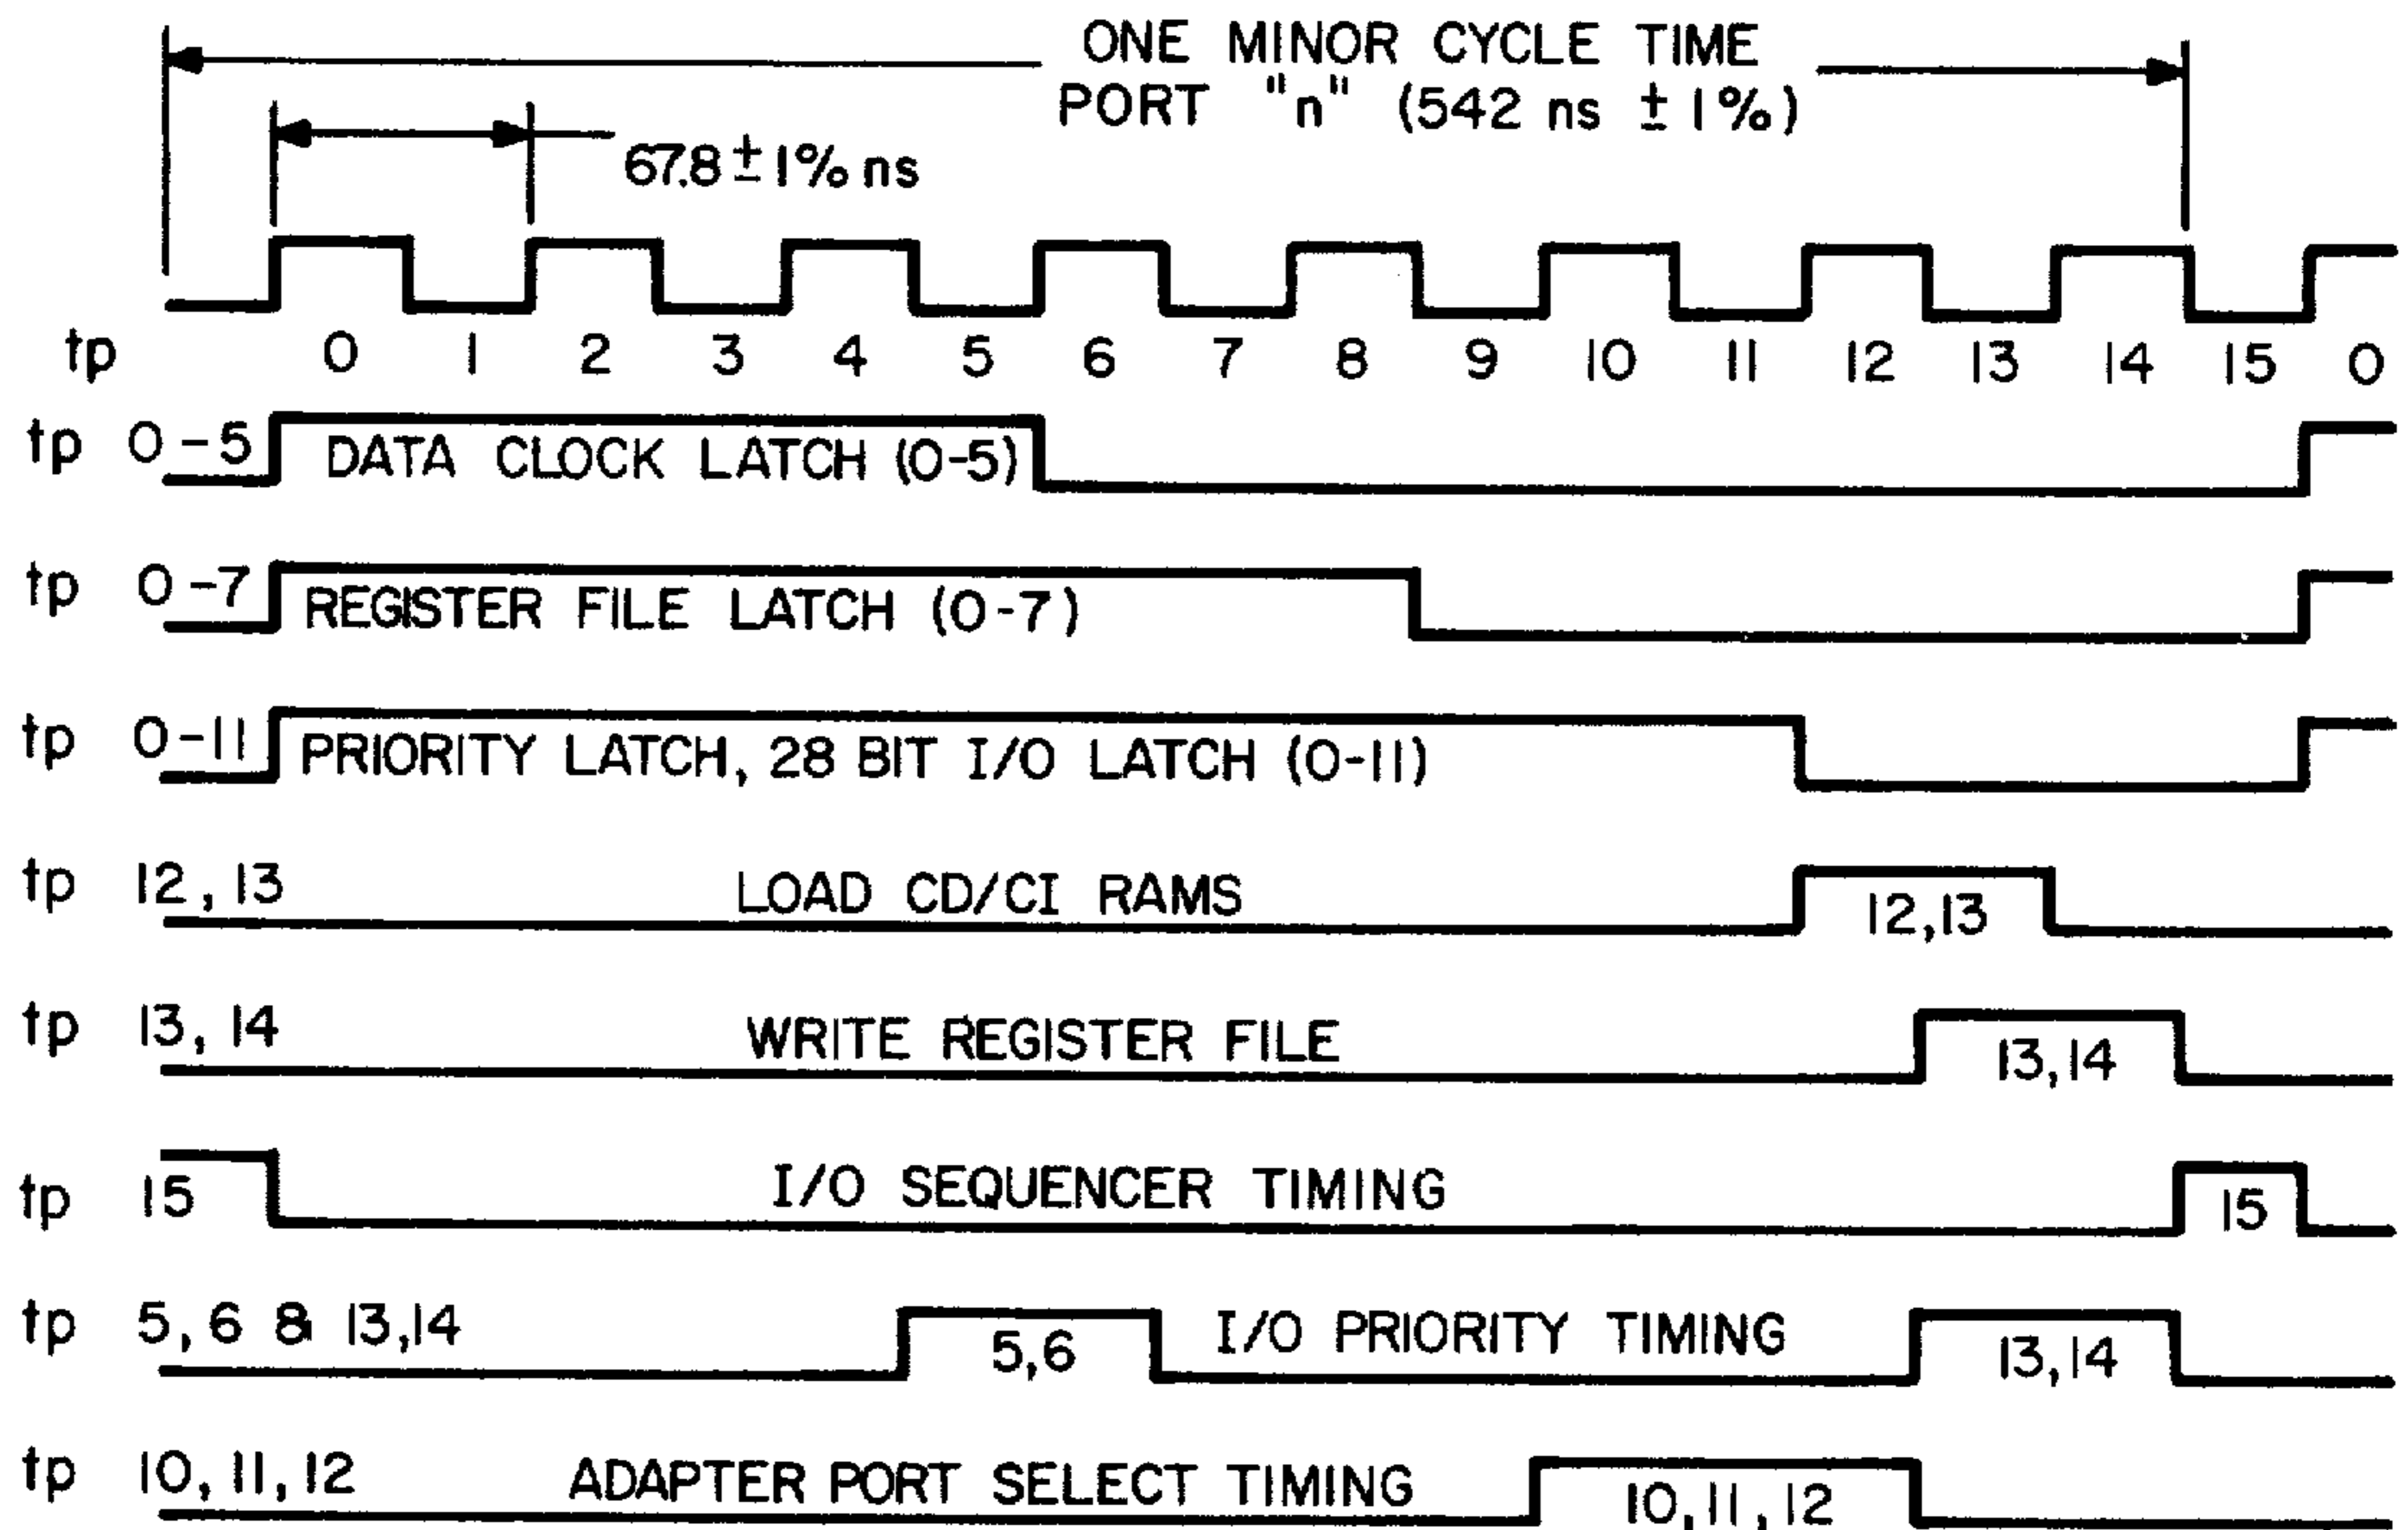 ONE MINOR CYCLE TIME
PORT "n" (542 ns ± 1%)
67.8 ± 1% ns
tp 0 1 2 3 4 5 6 7 8 9 10 11 12 13 14 15 0
tp 0-5 DATA CLOCK LATCH (0-5)
tp 0-7 REGISTER FILE LATCH (0-7)
tp 0-11 PRIORITY LATCH, 28 BIT I/O LATCH (0-11)
tp 12, 13 LOAD CD/CI RAMS 12,13
tp 13, 14 WRITE REGISTER FILE 13,14
tp 15 I/O SEQUENCER TIMING 15
tp 5, 6 & 13,14 5,6 I/O PRIORITY TIMING 13,14
tp 10, 11, 12 ADAPTER PORT SELECT TIMING 10,11,12